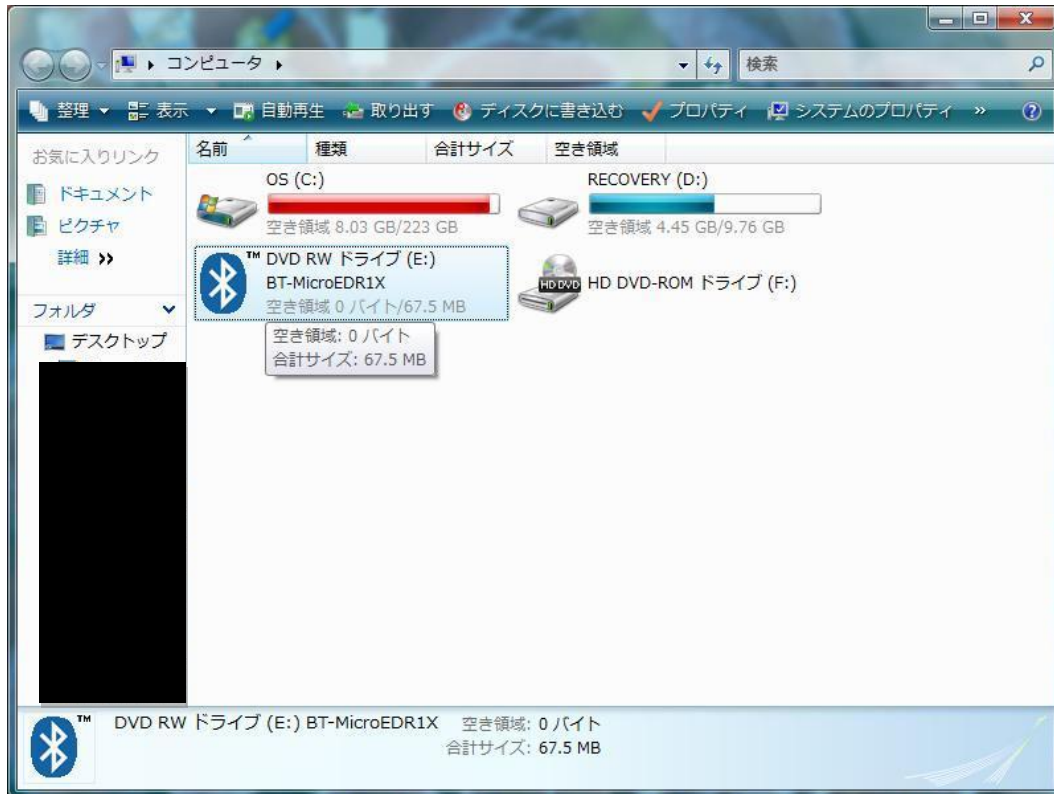 コンピュータ
検索
整理 表示 自動再生 取り出す ディスクに書き込む プロパティ システムのプロパティ »
お気に入りリンク
ドキュメント
ピクチャ
詳細 »
フォルダ
デスクトップ
名前 種類 合計サイズ 空き領域
OS (C:)
空き領域 8.03 GB/223 GB
RECOVERY (D:)
空き領域 4.45 GB/9.76 GB
TM DVD RW ドライブ (E:)
BT-MicroEDR1X
空き領域 0 バイト/67.5 MB
HD DVD
HD DVD-ROM ドライブ (F:)
空き領域: 0 バイト
合計サイズ: 67.5 MB
TM DVD RW ドライブ (E:) BT-MicroEDR1X 空き領域: 0 バイト
合計サイズ: 67.5 MB